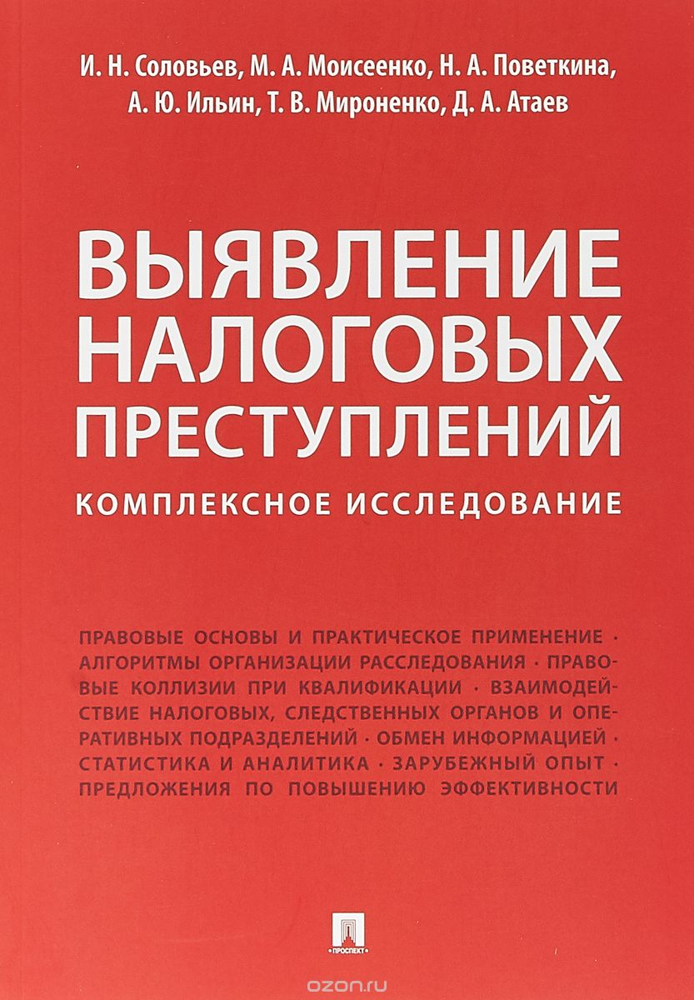 И. Н. Соловьев, М. А. Моисеенко, Н. А. Поветкина,
А. Ю. Ильин, Т. В. Мироненко, Д. А. Атаев
ВЫЯВЛЕНИЕ
НАЛОГОВЫХ
ПРЕСТУПЛЕНИЙ
КОМПЛЕКСНОЕ ИССЛЕДОВАНИЕ
ПРАВОВЫЕ ОСНОВЫ И ПРАКТИЧЕСКОЕ ПРИМЕНЕНИЕ ·
АЛГОРИТМЫ ОРГАНИЗАЦИИ РАССЛЕДОВАНИЯ · ПРАВО-
ВЫЕ КОЛЛИЗИИ ПРИ КВАЛИФИКАЦИИ · ВЗАИМОДЕЙ-
СТВИЕ НАЛОГОВЫХ, СЛЕДСТВЕННЫХ ОРГАНОВ И ОПЕ-
РАТИВНЫХ ПОДРАЗДЕЛЕНИЙ · ОБМЕН ИНФОРМАЦИЕЙ ·
СТАТИСТИКА И АНАЛИТИКА · ЗАРУБЕЖНЫЙ ОПЫТ ·
ПРЕДЛОЖЕНИЯ ПО ПОВЫШЕНИЮ ЭФФЕКТИВНОСТИ
· ПРОСПЕКТ ·
ozon.ru